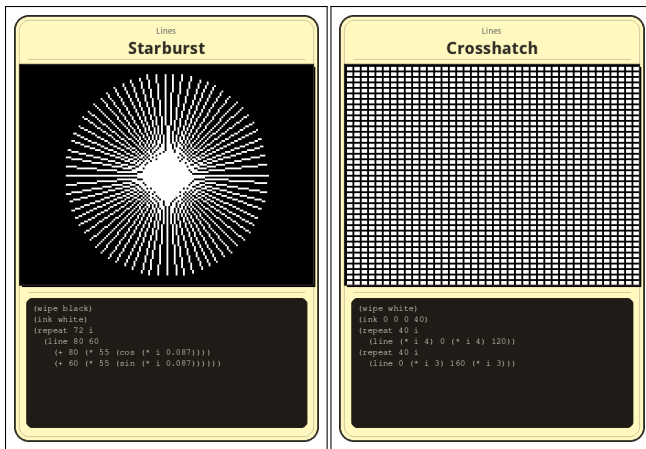 Lines
Starburst
(wipe black)
(ink white)
(repeat 72 i
(line 80 60
(+ 80 (* 55 (cos (* i 0.087))))
(+ 60 (* 55 (sin (* i 0.087))))))
Lines
Crosshatch
(wipe white)
(ink 0 0 0 40)
(repeat 40 i
(line (* i 4) 0 (* i 4) 120))
(repeat 40 i
(line 0 (* i 3) 160 (* i 3)))